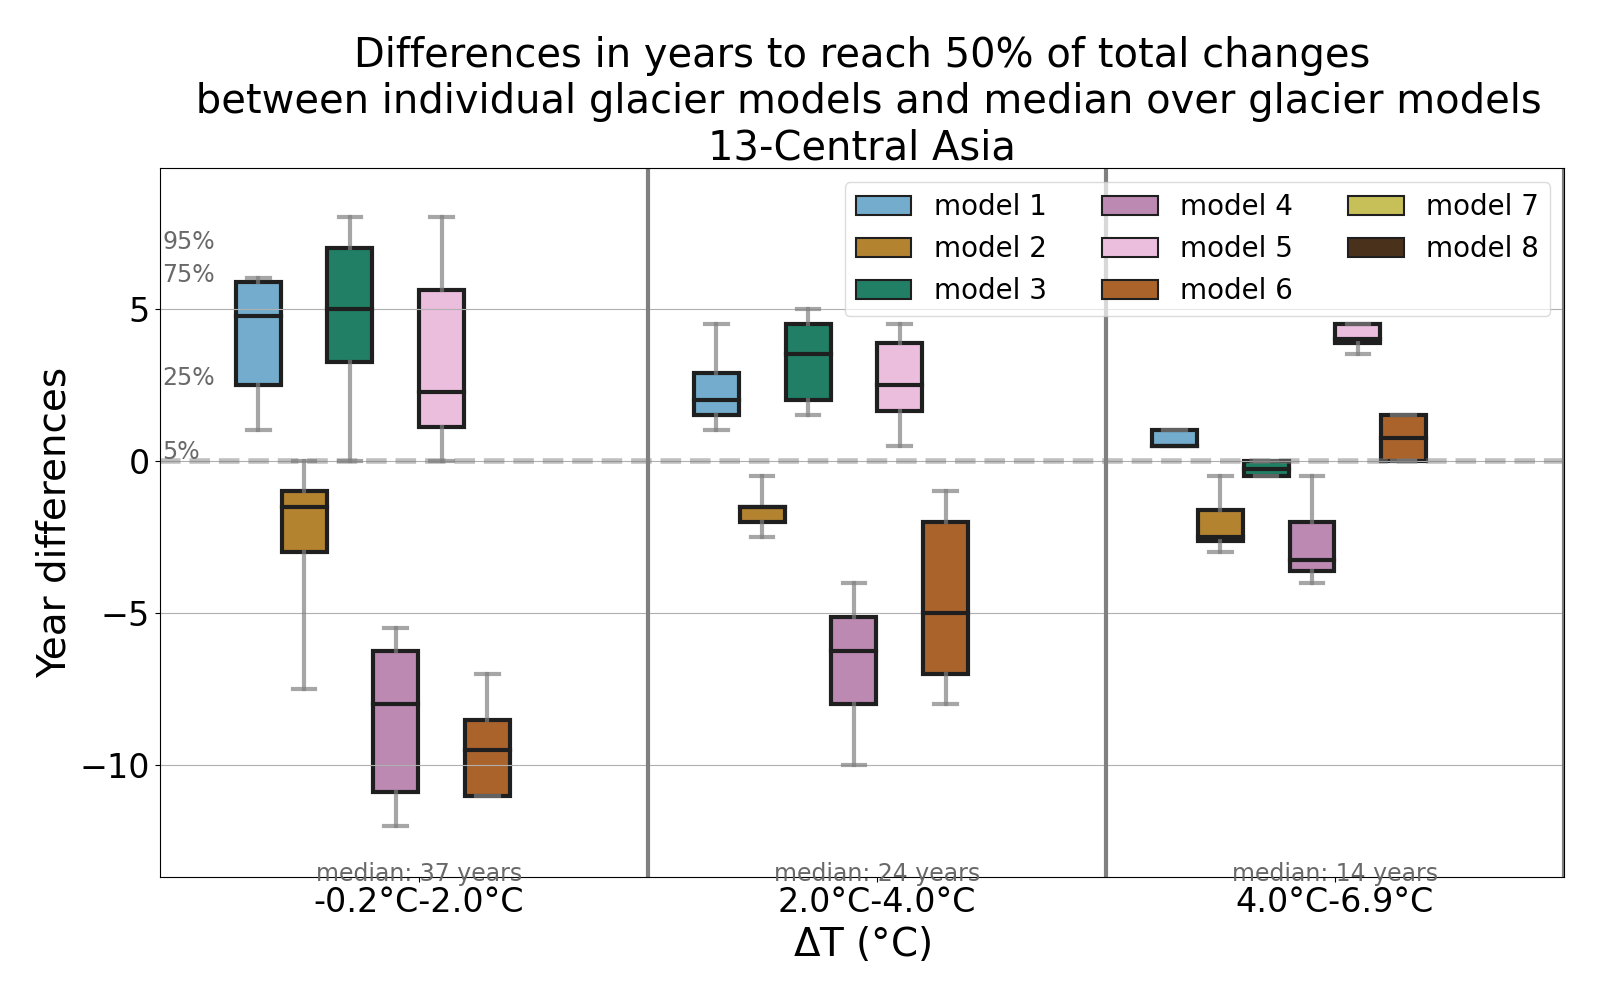 Differences in years to reach 50% of total changes
between individual glacier models and median over glacier models
13-Central Asia
model 1
model 2
model 3
model 4
model 5
model 6
model 7
model 8
95%
75%
25%
5%
5
0
−5
−10
Year differences
median: 37 years
median: 24 years
median: 14 years
-0.2°C-2.0°C
2.0°C-4.0°C
4.0°C-6.9°C
ΔT (°C)